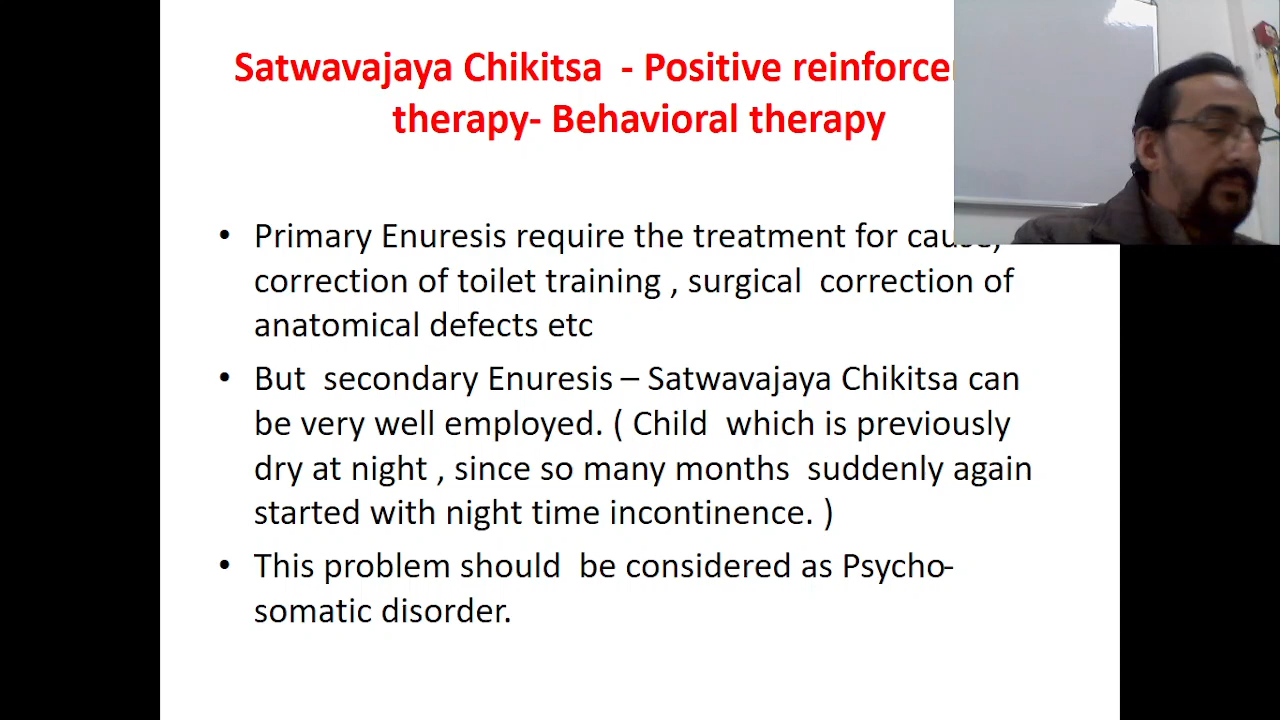 Satwavajaya Chikitsa - Positive
therapy- Behavioral therapy
• Primary Enuresis require the treatment for cause,
correction of toilet training , surgical correction of
anatomical defects etc
• But secondary Enuresis – Satwavajaya Chikitsa can
be very well employed. ( Child which is previously
dry at night , since so many months suddenly again
started with night time incontinence. )
• This problem should be considered as Psycho-
somatic disorder.